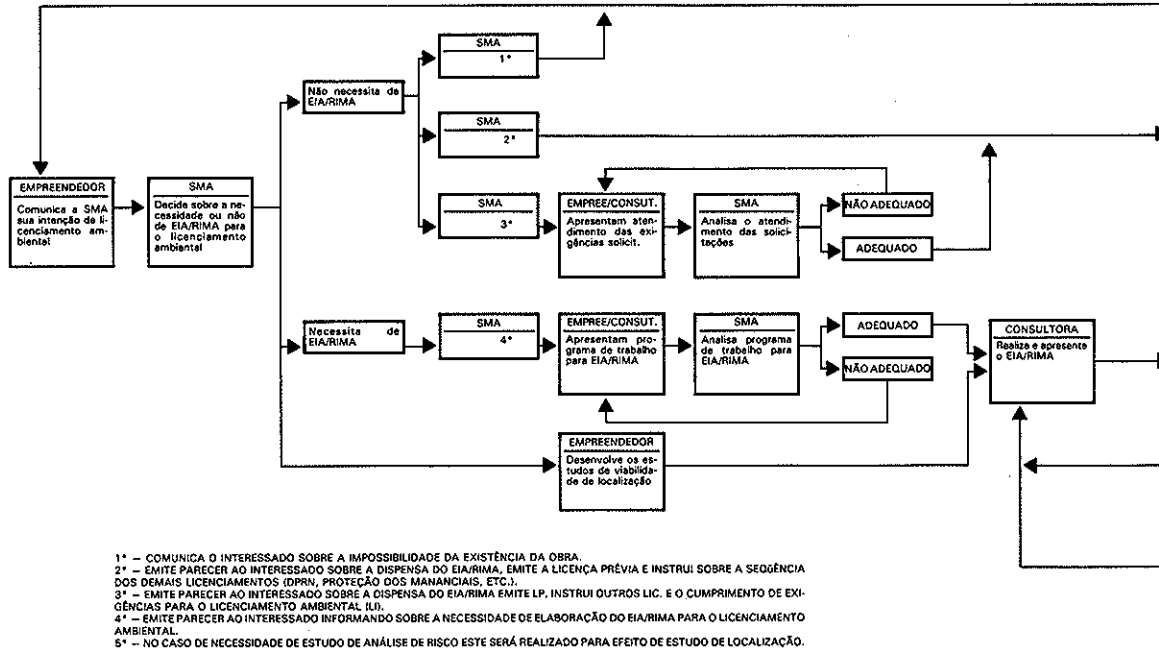 SMA
1*
Não necessita de
EIA/RIMA
SMA
2*
EMPREENDEDOR
Comunica a SMA
sua intenção de li-
cenciamento am-
biental
SMA
Decide sobre a ne-
cessidade ou não
de EIA/RIMA para
o licenciamento
ambiental
SMA
3*
EMPREE/CONSUT.
Apresentam aten-
dimento das exi-
gências solicit.
SMA
Analisa o atendi-
mento das solici-
tações
NÃO ADEQUADO
ADEQUADO
Necessita de
EIA/RIMA
SMA
4*
EMPREE/CONSUT.
Apresentam pro-
grama de trabalho
para EIA/RIMA
SMA
Analisa programa
de trabalho para
EIA/RIMA
ADEQUADO
NÃO ADEQUADO
CONSULTORA
Realiza e apresenta
o EIA/RIMA
EMPREENDEDOR
Desenvolve os es-
tudos de viabilida-
de de localização
1* – COMUNICA O INTERESSADO SOBRE A IMPOSSIBILIDADE DA EXISTÊNCIA DA OBRA.
2* – EMITE PARECER AO INTERESSADO SOBRE A DISPENSA DO EIA/RIMA, EMITE A LICENÇA PRÉVIA E INSTRUI SOBRE A SEQÜÊNCIA
DOS DEMAIS LICENCIAMENTOS (DPRN, PROTEÇÃO DOS MANANCIAIS, ETC.).
3* – EMITE PARECER AO INTERESSADO SOBRE A DISPENSA DO EIA/RIMA EMITE LP, INSTRUI OUTROS LIC. E O CUMPRIMENTO DE EXI-
GÊNCIAS PARA O LICENCIAMENTO AMBIENTAL (LI).
4* – EMITE PARECER AO INTERESSADO INFORMANDO SOBRE A NECESSIDADE DE ELABORAÇÃO DO EIA/RIMA PARA O LICENCIAMENTO
AMBIENTAL.
5* – NO CASO DE NECESSIDADE DE ESTUDO DE ANÁLISE DE RISCO ESTE SERÁ REALIZADO PARA EFEITO DE ESTUDO DE LOCALIZAÇÃO.